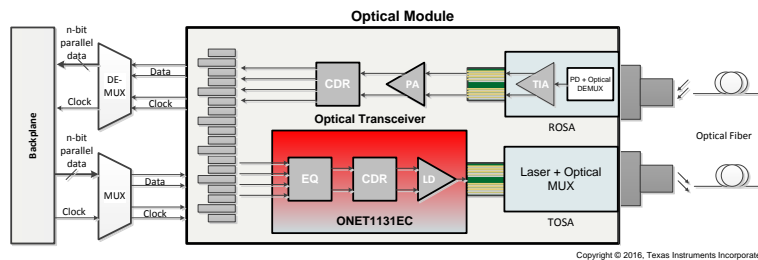 Optical Module
n-bit
parallel
data
DE-
MUX
Data
Clock
Clock
Backplane
n-bit
parallel
data
MUX
Data
Clock
Clock
CDR
PA
TIA
PD + Optical
DEMUX
ROSA
Optical Transceiver
EQ
CDR
LD
ONET1131EC
Laser + Optical
MUX
TOSA
Optical Fiber
Copyright © 2016, Texas Instruments Incorporate